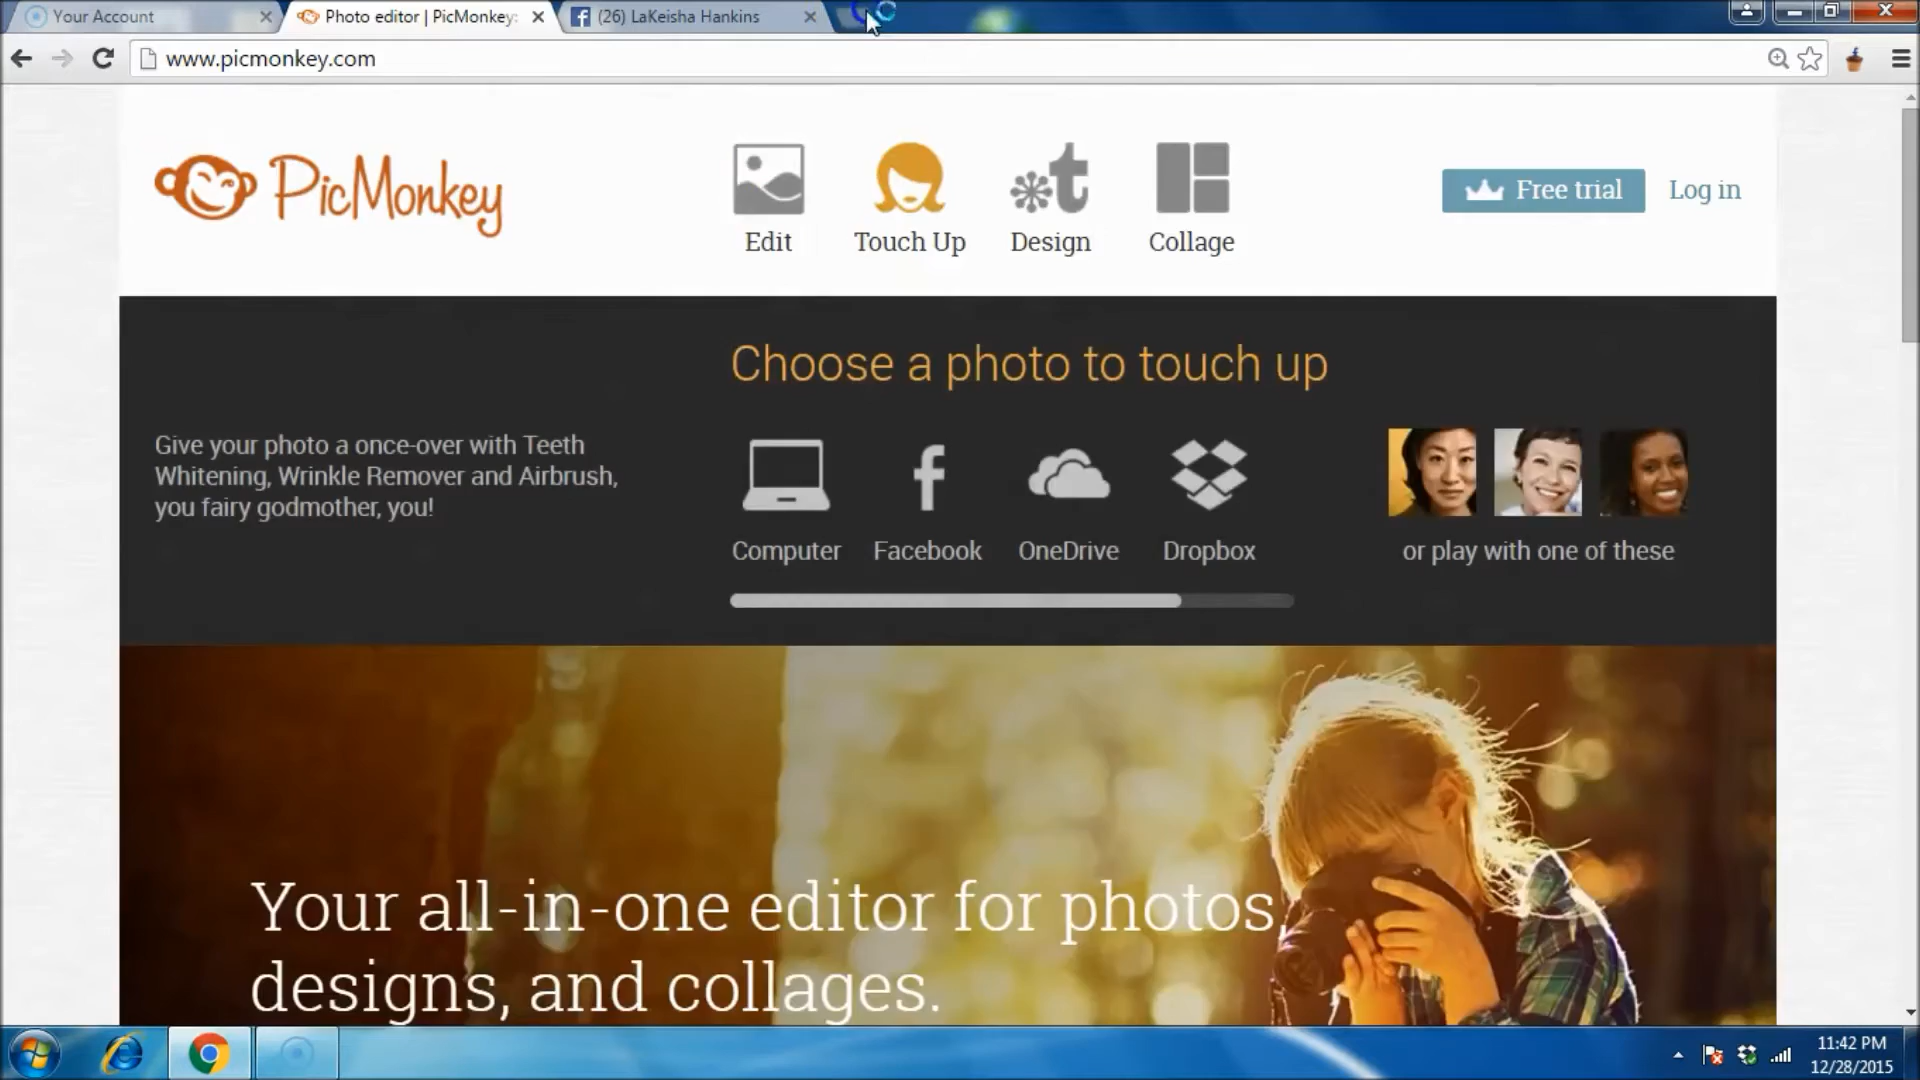 Your Account
Photo editor | PicMonkey:
(26) LaKeisha Hankins
www.picmonkey.com
PicMonkey
Edit
Touch Up
Design
Collage
Free trial
Log in
Choose a photo to touch up
Give your photo a once-over with Teeth
Whitening, Wrinkle Remover and Airbrush,
you fairy godmother, you!
Computer
Facebook
OneDrive
Dropbox
or play with one of these
Your all-in-one editor for photos,
designs, and collages.
11:42 PM
12/28/2015